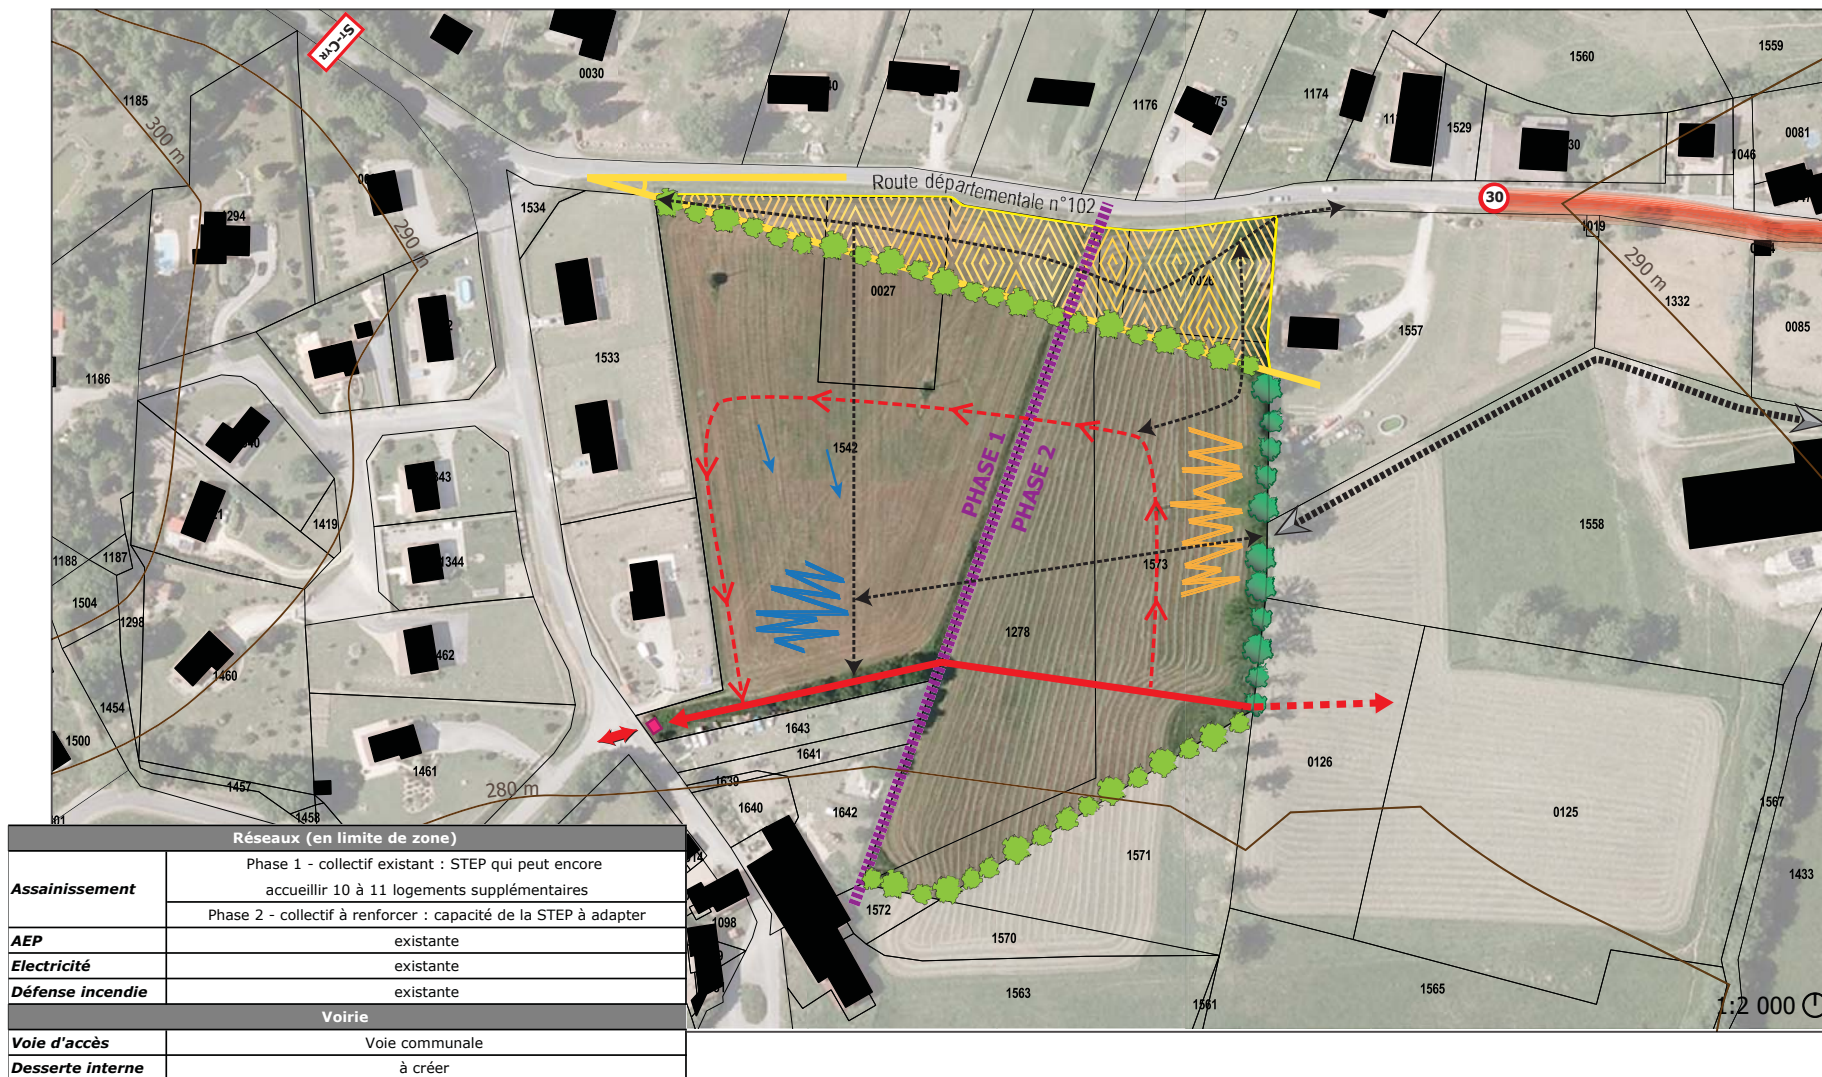 ST-CYR
0030
1559
1560
1185
300 m
1176
1174
1529
0081
1046
Route départementale n°102
30
1534
294
290 m
1019
290 m
0027
1332
0085
1557
1533
1186
1542
PHASE 1
PHASE 2
1419
1558
1188
1187
1344
1573
1504
1298
1278
1460
1454
1643
1500
1641
0126
1461
1639
280 m
1457
1640
1642
0125
1567
1458
1571
1433
1572
1098
1570
1563
1561
1565
1:2 000
Réseaux (en limite de zone)
Assainissement
Phase 1 - collectif existant : STEP qui peut encore
accueillir 10 à 11 logements supplémentaires
Phase 2 - collectif à renforcer : capacité de la STEP à adapter
AEP existante
Electricité existante
Défense incendie existante
Voirie
Voie d'accès Voie communale
Desserte interne à créer